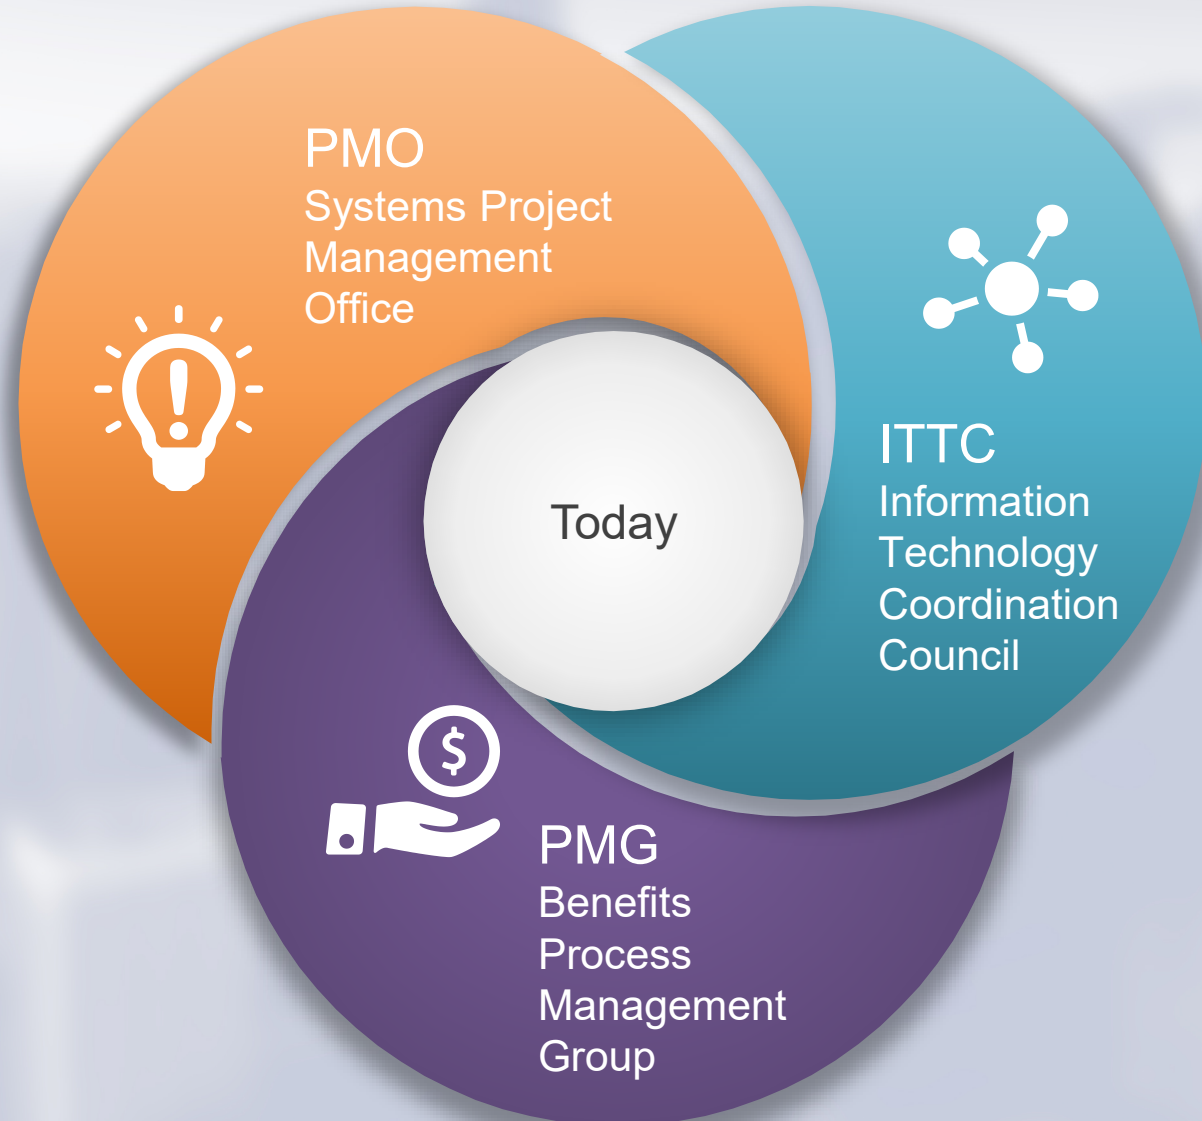 PMO
Systems Project
Management
Office
ITTC
Information
Technology
Coordination
Council
Today
$
PMG
Benefits
Process
Management
Group